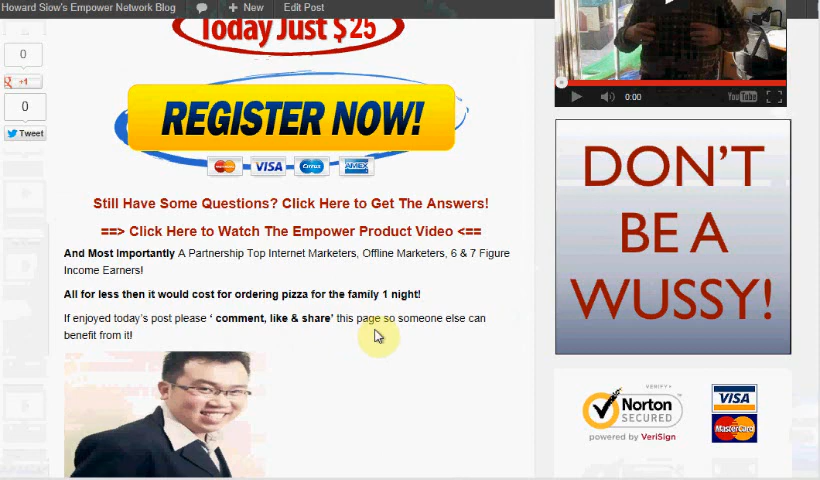 Howard Siow's Empower Network Blog
+ New
Edit Post
Today Just $25
0
+1
0
Tweet
REGISTER NOW!
MasterCard
VISA
Cirrus
AMEX
Still Have Some Questions? Click Here to Get The Answers!
==> Click Here to Watch The Empower Product Video <==
And Most Importantly A Partnership Top Internet Marketers, Offline Marketers, 6 & 7 Figure
Income Earners!
All for less then it would cost for ordering pizza for the family 1 night!
If enjoyed today's post please ‘ comment, like & share’ this page so someone else can
benefit from it!
0:00
YouTube
DON'T
BE A
WUSSY!
VERIFY›
Norton
SECURED
powered by VeriSign
VISA
MasterCard